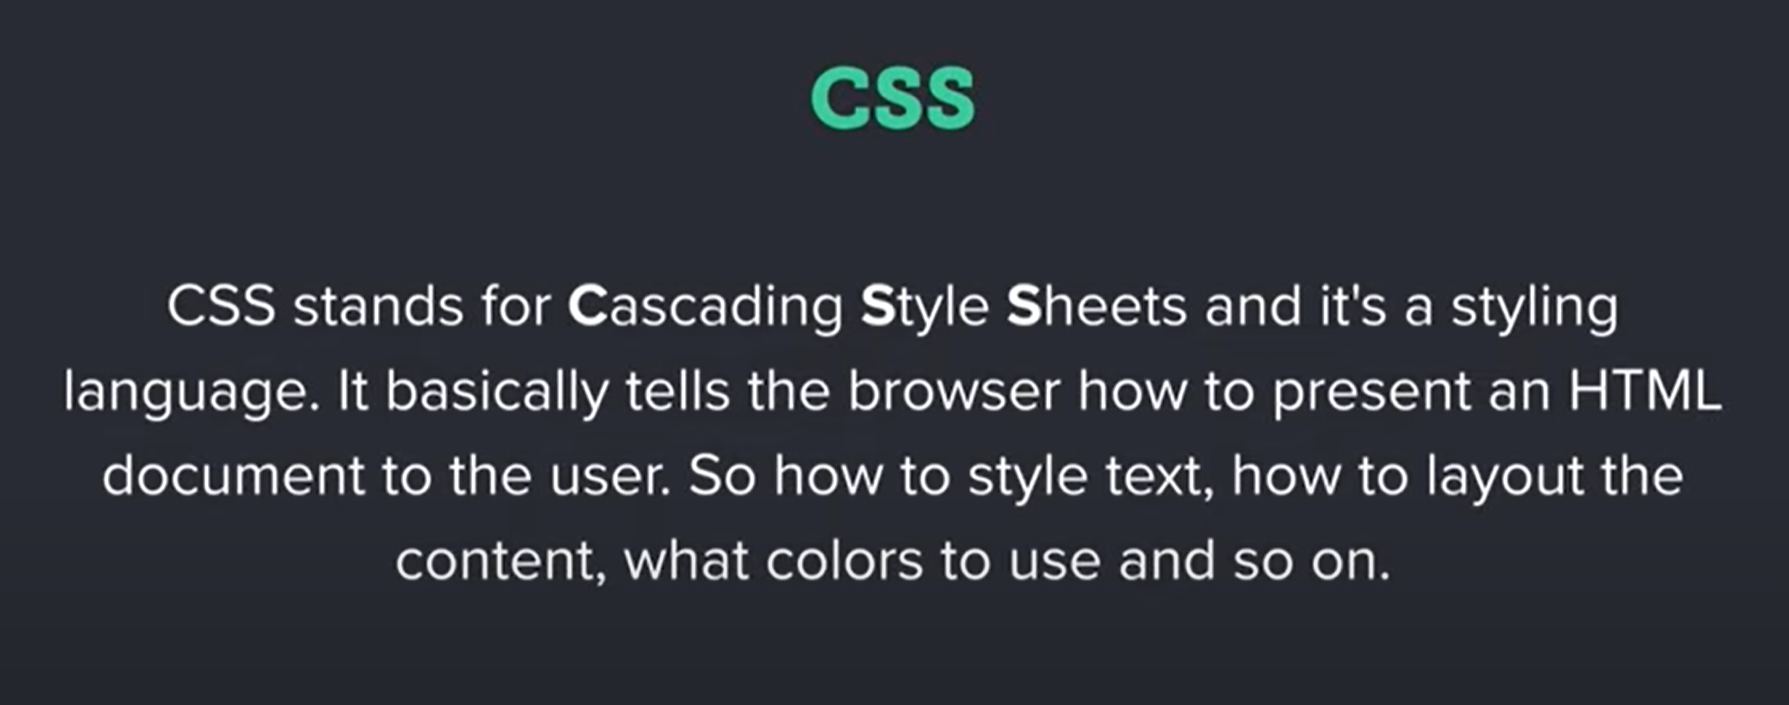 CSS
CSS stands for Cascading Style Sheets and it's a styling
language. It basically tells the browser how to present an HTML
document to the user. So how to style text, how to layout the
content, what colors to use and so on.